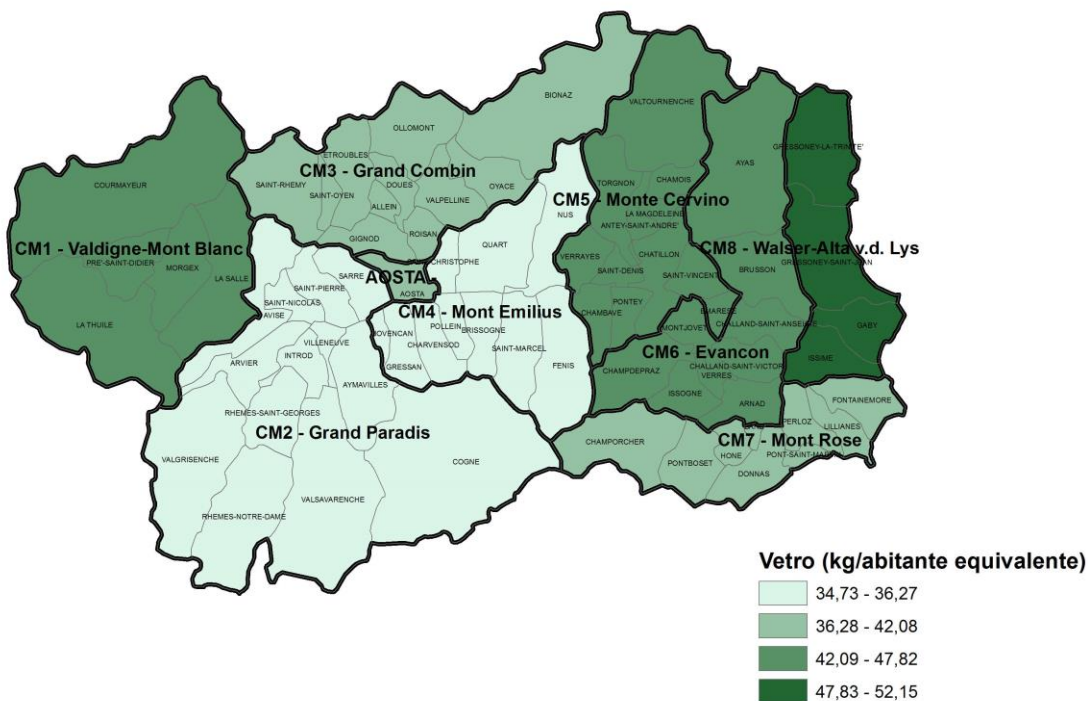 BIONAZ
VALTOURNENCHE
OLLOMONT
GRESSONEY-LA-TRINITE'
ETROUBLES
AYAS
CM3 - Grand Combin
SAINT-RHEMY
SAINT-OYEN
DOUES
OYACE
TORGNON
CHAMOIS
COURMAYEUR
ALLEIN
VALPELLINE
CM5 - Monte Cervino
NUS
LA MAGDELEINE
ANTEY-SAINT-ANDRE'
GIGNOD
ROISAN
QUART
CM1 - Valdigne-Mont Blanc
CM8 - Walser-Alta v.d. Lys
PRE'-SAINT-DIDIER
MORGEX
LA SALLE
SARRE
CHRISTOPHE
VERRAYES
CHATILLON
GRESSONEY-SAINT-JEAN
AOSTA -
SAINT-DENIS
SAINT-VINCENT
BRUSSON
SAINT-PIERRE
AOSTA
SAINT-NICOLAS
PONTEY
CHAMBAVE
EMARESE
AVISE
CM4 - Mont Emilius
LA THUILE
JOVENCAN
POLLEIN
BRISSOGNE
MONTJOVET
CHALLAND-SAINT-ANSELME
GABY
VILLENEUVE
CHARVENSOD
SAINT-MARCEL
CM6 - Evancon
ISSIME
ARVIER
INTROD
GRESSAN
FENIS
CHALLAND-SAINT-VICTOR
CHAMPDEPRAZ
VERRES
AYMAVILLES
ISSOGNE
ARNAD
FONTAINEMORE
RHEMES-SAINT-GEORGES
PERLOZ
LILLIANES
CM2 - Grand Paradis
CM7 - Mont Rose
CHAMPORCHER
VALGRISENCHE
COGNE
PONTBOSET
HONE
DONNAS
VALSAVARENCHE
RHEMES-NOTRE-DAME
Vetro (kg/abitante equivalente)
34,73 - 36,27
36,28 - 42,08
42,09 - 47,82
47,83 - 52,15